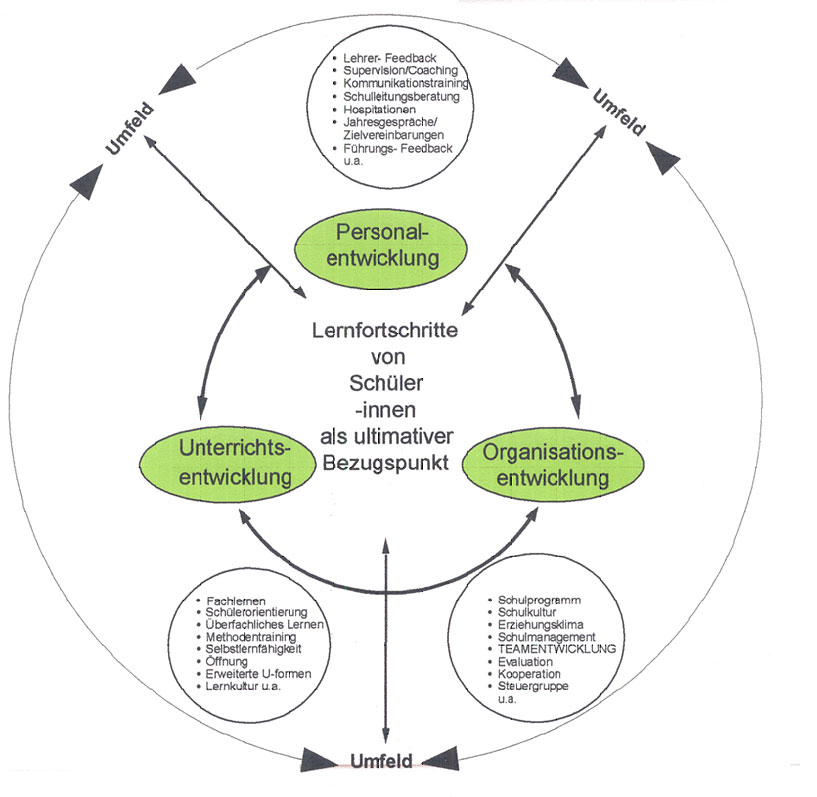 • Lehrer- Feedback
• Supervision/Coaching
• Kommunikationstraining
• Schulleitungsberatung
• Hospitationen
• Jahresgespräche/
Zielvereinbarungen
• Führungs- Feedback
u.a.
Umfeld
Umfeld
Personal-
entwicklung
Lernfortschritte
von
Schüler
-innen
als ultimativer
Bezugspunkt
Unterrichts-
entwicklung
Organisations-
entwicklung
• Fachlernen
• Schülerorientierung
• Überfachliches Lernen
• Methodentraining
• Selbstlernfähigkeit
• Öffnung
• Erweiterte U-formen
• Lernkultur u.a.
• Schulprogramm
• Schulkultur
• Erziehungsklima
• Schulmanagement
• TEAMENTWICKLUNG
• Evaluation
• Kooperation
• Steuergruppe
u.a.
Umfeld